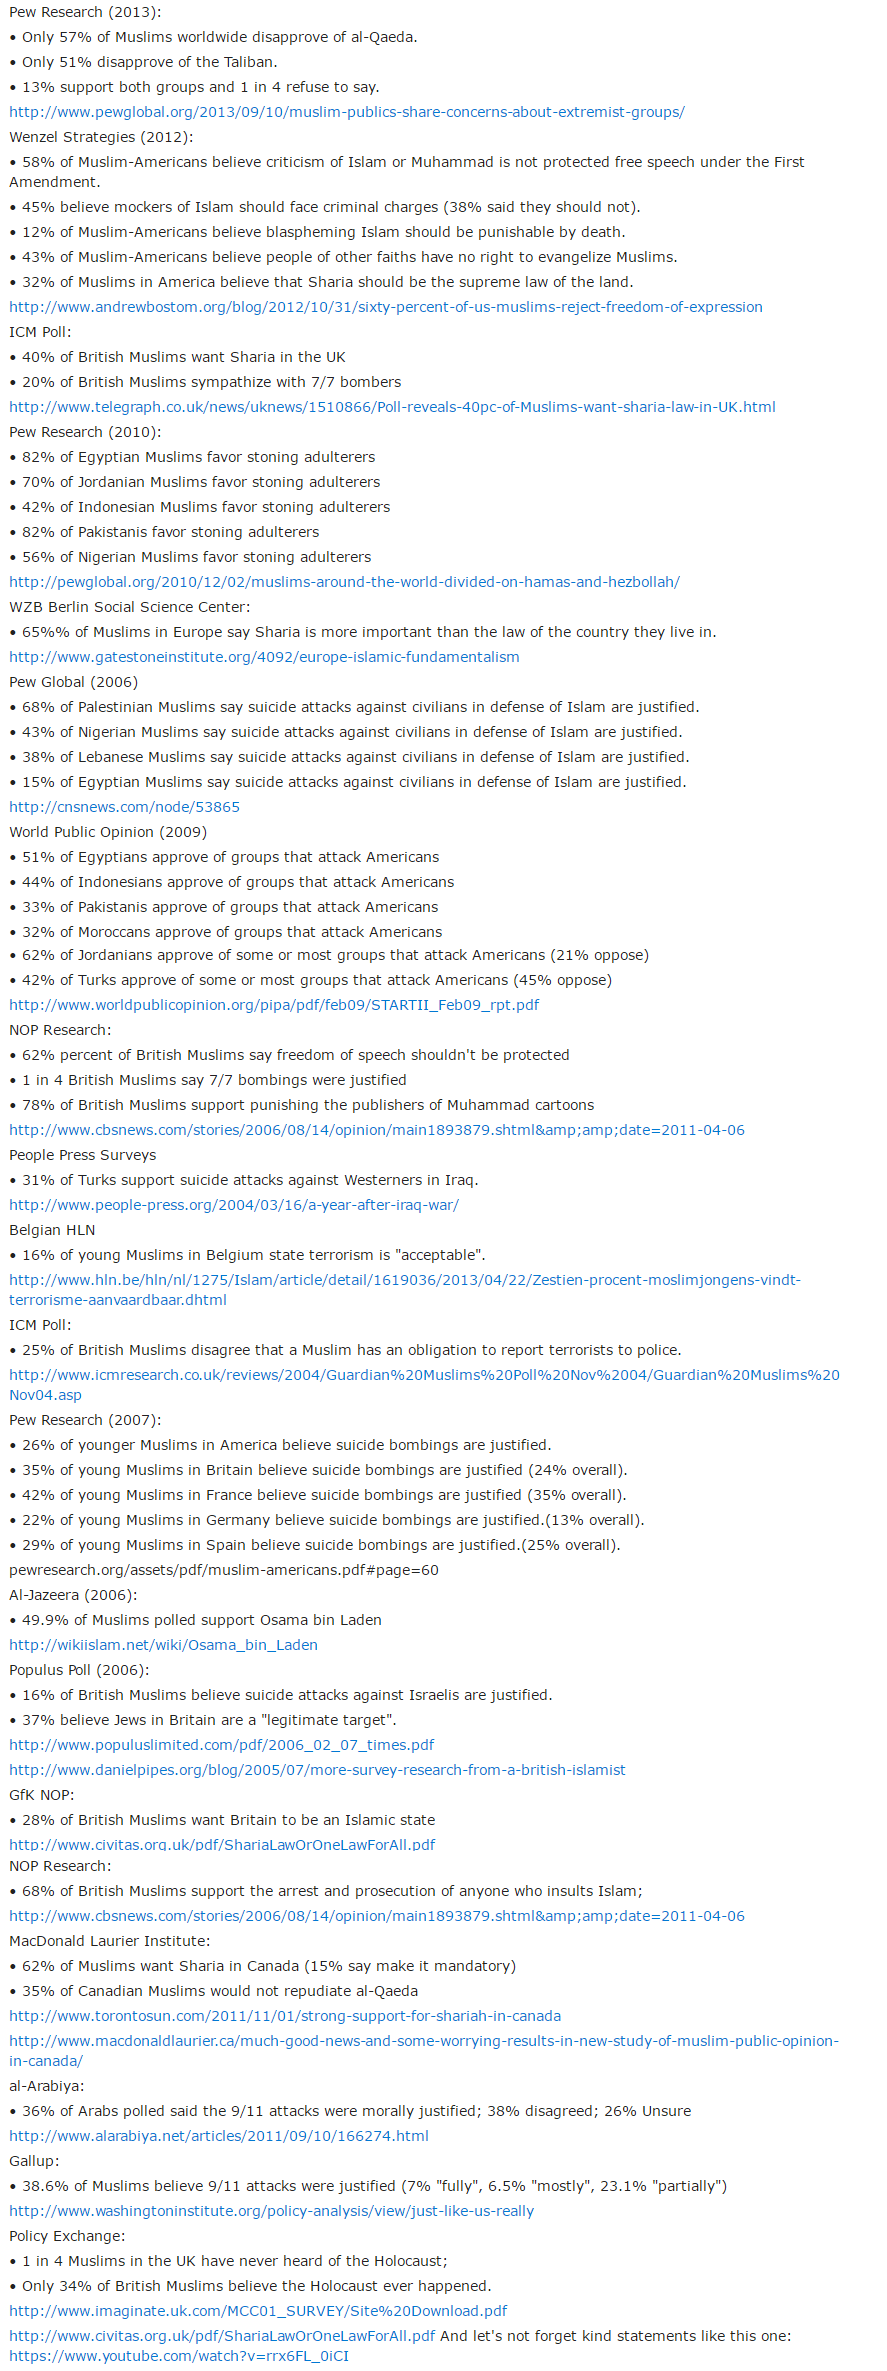 Pew Research (2013):
• Only 57% of Muslims worldwide disapprove of al-Qaeda.
• Only 51% disapprove of the Taliban.
• 13% support both groups and 1 in 4 refuse to say.
http://www.pewglobal.org/2013/09/10/muslim-publics-share-concerns-about-extremist-groups/
Wenzel Strategies (2012):
• 58% of Muslim-Americans believe criticism of Islam or Muhammad is not protected free speech under the First
Amendment.
• 45% believe mockers of Islam should face criminal charges (38% said they should not).
• 12% of Muslim-Americans believe blaspheming Islam should be punishable by death.
• 43% of Muslim-Americans believe people of other faiths have no right to evangelize Muslims.
• 32% of Muslims in America believe that Sharia should be the supreme law of the land.
http://www.andrewbostom.org/blog/2012/10/31/sixty-percent-of-us-muslims-reject-freedom-of-expression
ICM Poll:
• 40% of British Muslims want Sharia in the UK
• 20% of British Muslims sympathize with 7/7 bombers
http://www.telegraph.co.uk/news/uknews/1510866/Poll-reveals-40pc-of-Muslims-want-sharia-law-in-UK.html
Pew Research (2010):
• 82% of Egyptian Muslims favor stoning adulterers
• 70% of Jordanian Muslims favor stoning adulterers
• 42% of Indonesian Muslims favor stoning adulterers
• 82% of Pakistanis favor stoning adulterers
• 56% of Nigerian Muslims favor stoning adulterers
http://pewglobal.org/2010/12/02/muslims-around-the-world-divided-on-hamas-and-hezbollah/
WZB Berlin Social Science Center:
• 65%% of Muslims in Europe say Sharia is more important than the law of the country they live in.
http://www.gatestoneinstitute.org/4092/europe-islamic-fundamentalism
Pew Global (2006)
• 68% of Palestinian Muslims say suicide attacks against civilians in defense of Islam are justified.
• 43% of Nigerian Muslims say suicide attacks against civilians in defense of Islam are justified.
• 38% of Lebanese Muslims say suicide attacks against civilians in defense of Islam are justified.
• 15% of Egyptian Muslims say suicide attacks against civilians in defense of Islam are justified.
http://cnsnews.com/node/53865
World Public Opinion (2009)
• 51% of Egyptians approve of groups that attack Americans
• 44% of Indonesians approve of groups that attack Americans
• 33% of Pakistanis approve of groups that attack Americans
• 32% of Moroccans approve of groups that attack Americans
• 62% of Jordanians approve of some or most groups that attack Americans (21% oppose)
• 42% of Turks approve of some or most groups that attack Americans (45% oppose)
http://www.worldpublicopinion.org/pipa/pdf/feb09/STARTII_Feb09_rpt.pdf
NOP Research:
• 62% percent of British Muslims say freedom of speech shouldn't be protected
• 1 in 4 British Muslims say 7/7 bombings were justified
• 78% of British Muslims support punishing the publishers of Muhammad cartoons
http://www.cbsnews.com/stories/2006/08/14/opinion/main1893879.shtml&amp;amp;date=2011-04-06
People Press Surveys
• 31% of Turks support suicide attacks against Westerners in Iraq.
http://www.people-press.org/2004/03/16/a-year-after-iraq-war/
Belgian HLN
• 16% of young Muslims in Belgium state terrorism is "acceptable".
http://www.hln.be/hln/nl/1275/Islam/article/detail/1619036/2013/04/22/Zestien-procent-moslimjongens-vindt-
terrorisme-aanvaardbaar.dhtml
ICM Poll:
• 25% of British Muslims disagree that a Muslim has an obligation to report terrorists to police.
http://www.icmresearch.co.uk/reviews/2004/Guardian%20Muslims%20Poll%20Nov%2004/Guardian%20Muslims%20
Nov04.asp
Pew Research (2007):
• 26% of younger Muslims in America believe suicide bombings are justified.
• 35% of young Muslims in Britain believe suicide bombings are justified (24% overall).
• 42% of young Muslims in France believe suicide bombings are justified (35% overall).
• 22% of young Muslims in Germany believe suicide bombings are justified.(13% overall).
• 29% of young Muslims in Spain believe suicide bombings are justified.(25% overall).
pewresearch.org/assets/pdf/muslim-americans.pdf#page=60
Al-Jazeera (2006):
• 49.9% of Muslims polled support Osama bin Laden
http://wikiislam.net/wiki/Osama_bin_Laden
Populus Poll (2006):
• 16% of British Muslims believe suicide attacks against Israelis are justified.
• 37% believe Jews in Britain are a "legitimate target".
http://www.populuslimited.com/pdf/2006_02_07_times.pdf
http://www.danielpipes.org/blog/2005/07/more-survey-research-from-a-british-islamist
GfK NOP:
• 28% of British Muslims want Britain to be an Islamic state
http://www.civitas.org.uk/pdf/ShariaLawOrOneLawForAll.pdf
NOP Research:
• 68% of British Muslims support the arrest and prosecution of anyone who insults Islam;
http://www.cbsnews.com/stories/2006/08/14/opinion/main1893879.shtml&amp;amp;date=2011-04-06
MacDonald Laurier Institute:
• 62% of Muslims want Sharia in Canada (15% say make it mandatory)
• 35% of Canadian Muslims would not repudiate al-Qaeda
http://www.torontosun.com/2011/11/01/strong-support-for-shariah-in-canada
http://www.macdonaldlaurier.ca/much-good-news-and-some-worrying-results-in-new-study-of-muslim-public-opinion-
in-canada/
al-Arabiya:
• 36% of Arabs polled said the 9/11 attacks were morally justified; 38% disagreed; 26% Unsure
http://www.alarabiya.net/articles/2011/09/10/166274.html
Gallup:
• 38.6% of Muslims believe 9/11 attacks were justified (7% "fully", 6.5% "mostly", 23.1% "partially")
http://www.washingtoninstitute.org/policy-analysis/view/just-like-us-really
Policy Exchange:
• 1 in 4 Muslims in the UK have never heard of the Holocaust;
• Only 34% of British Muslims believe the Holocaust ever happened.
http://www.imaginate.uk.com/MCC01_SURVEY/Site%20Download.pdf
http://www.civitas.org.uk/pdf/ShariaLawOrOneLawForAll.pdf And let's not forget kind statements like this one:
https://www.youtube.com/watch?v=rrx6FL_0iCI